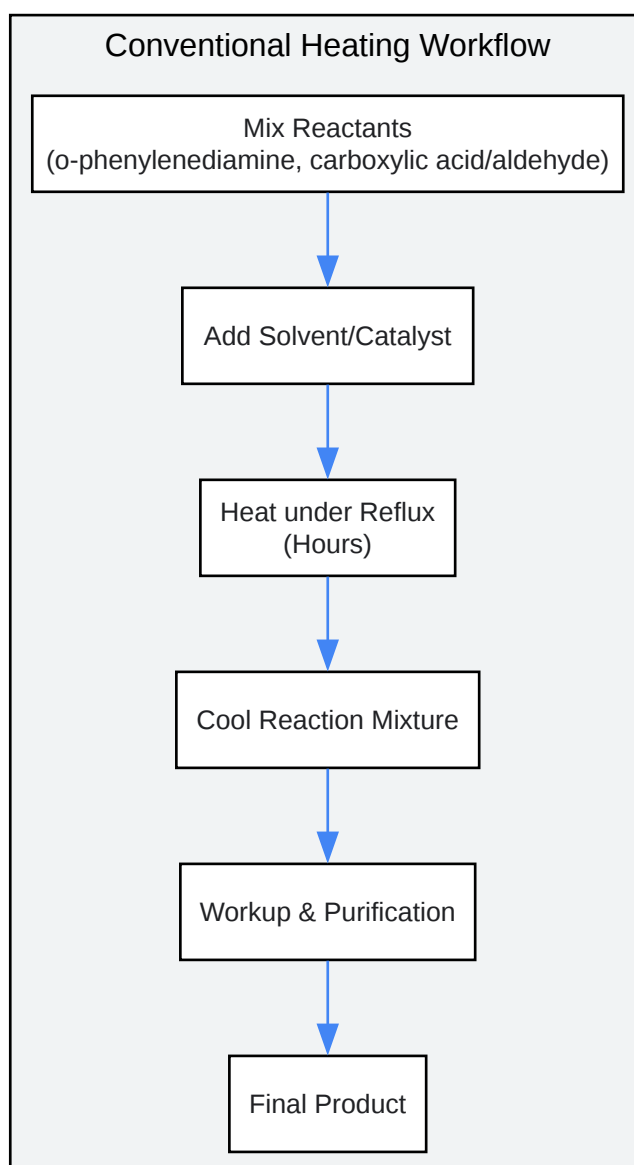 Conventional Heating Workflow
Mix Reactants
(o-phenylenediamine, carboxylic acid/aldehyde)
Add Solvent/Catalyst
Heat under Reflux
(Hours)
Cool Reaction Mixture
Workup & Purification
Final Product